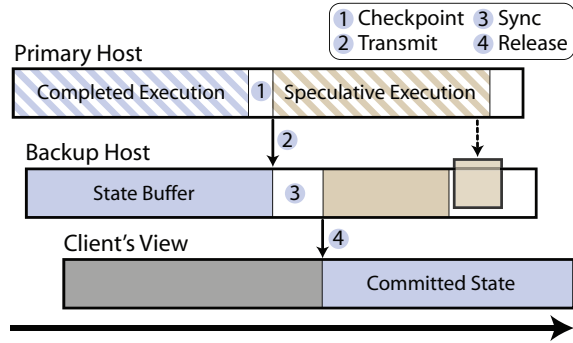 1 Checkpoint 3 Sync
2 Transmit 4 Release
Primary Host
Completed Execution 1 Speculative Execution
2
Backup Host
State Buffer 3
Client's View 4
Committed State